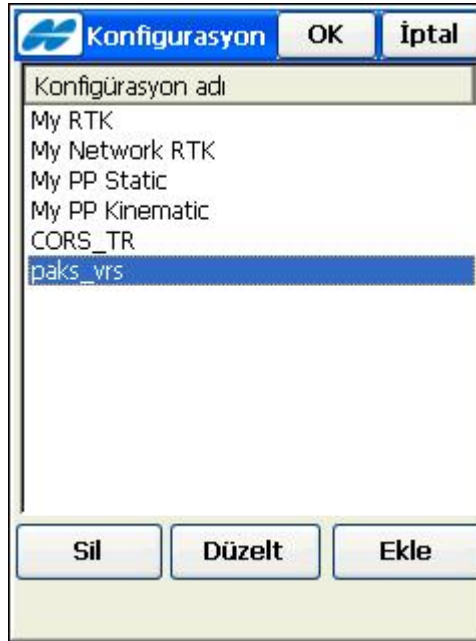 Konfigurasyon OK İptal
Konfigürasyon adı
My RTK
My Network RTK
My PP Static
My PP Kinematic
CORS_TR
paks_vrs
Sil Düzelt Ekle